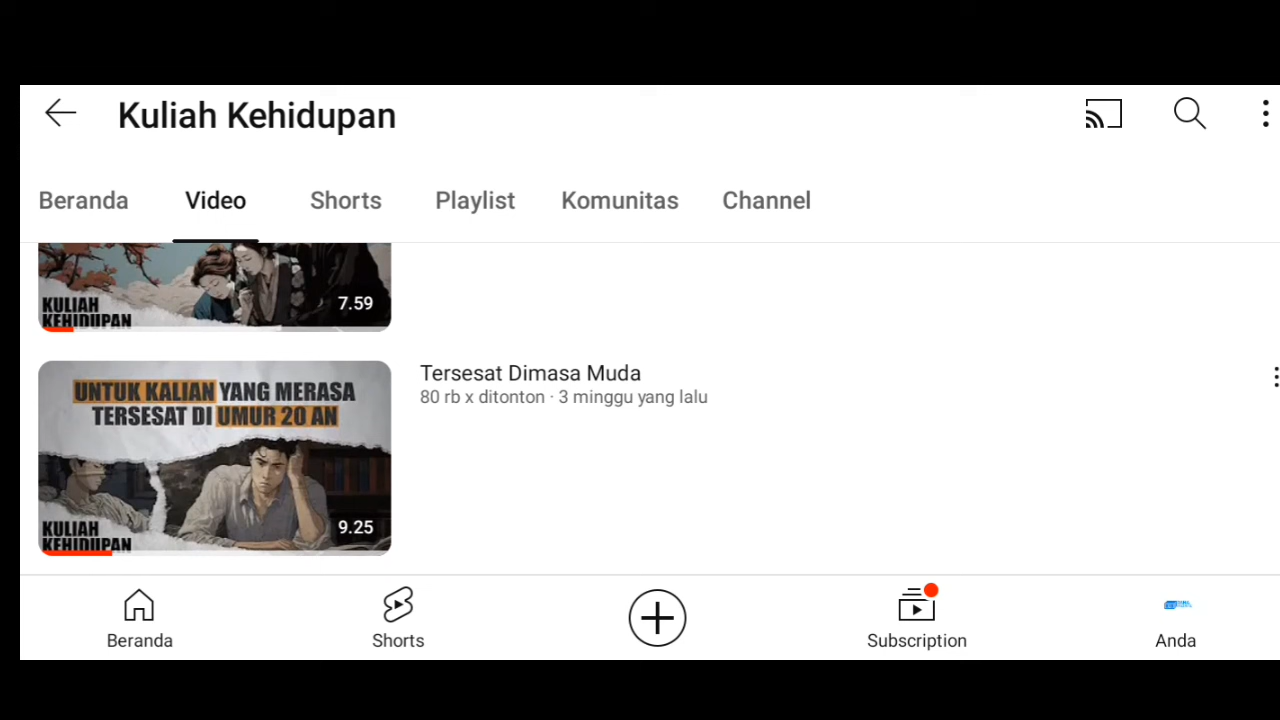 Kuliah Kehidupan
Beranda Video Shorts Playlist Komunitas Channel
KULIAH
KEHIDUPAN
7.59
UNTUK KALIAN YANG MERASA
TERSESAT DI UMUR 20 AN
KULIAH
KEHIDUPAN
9.25
Tersesat Dimasa Muda
80 rb x ditonton · 3 minggu yang lalu
Beranda Shorts Subscription Anda